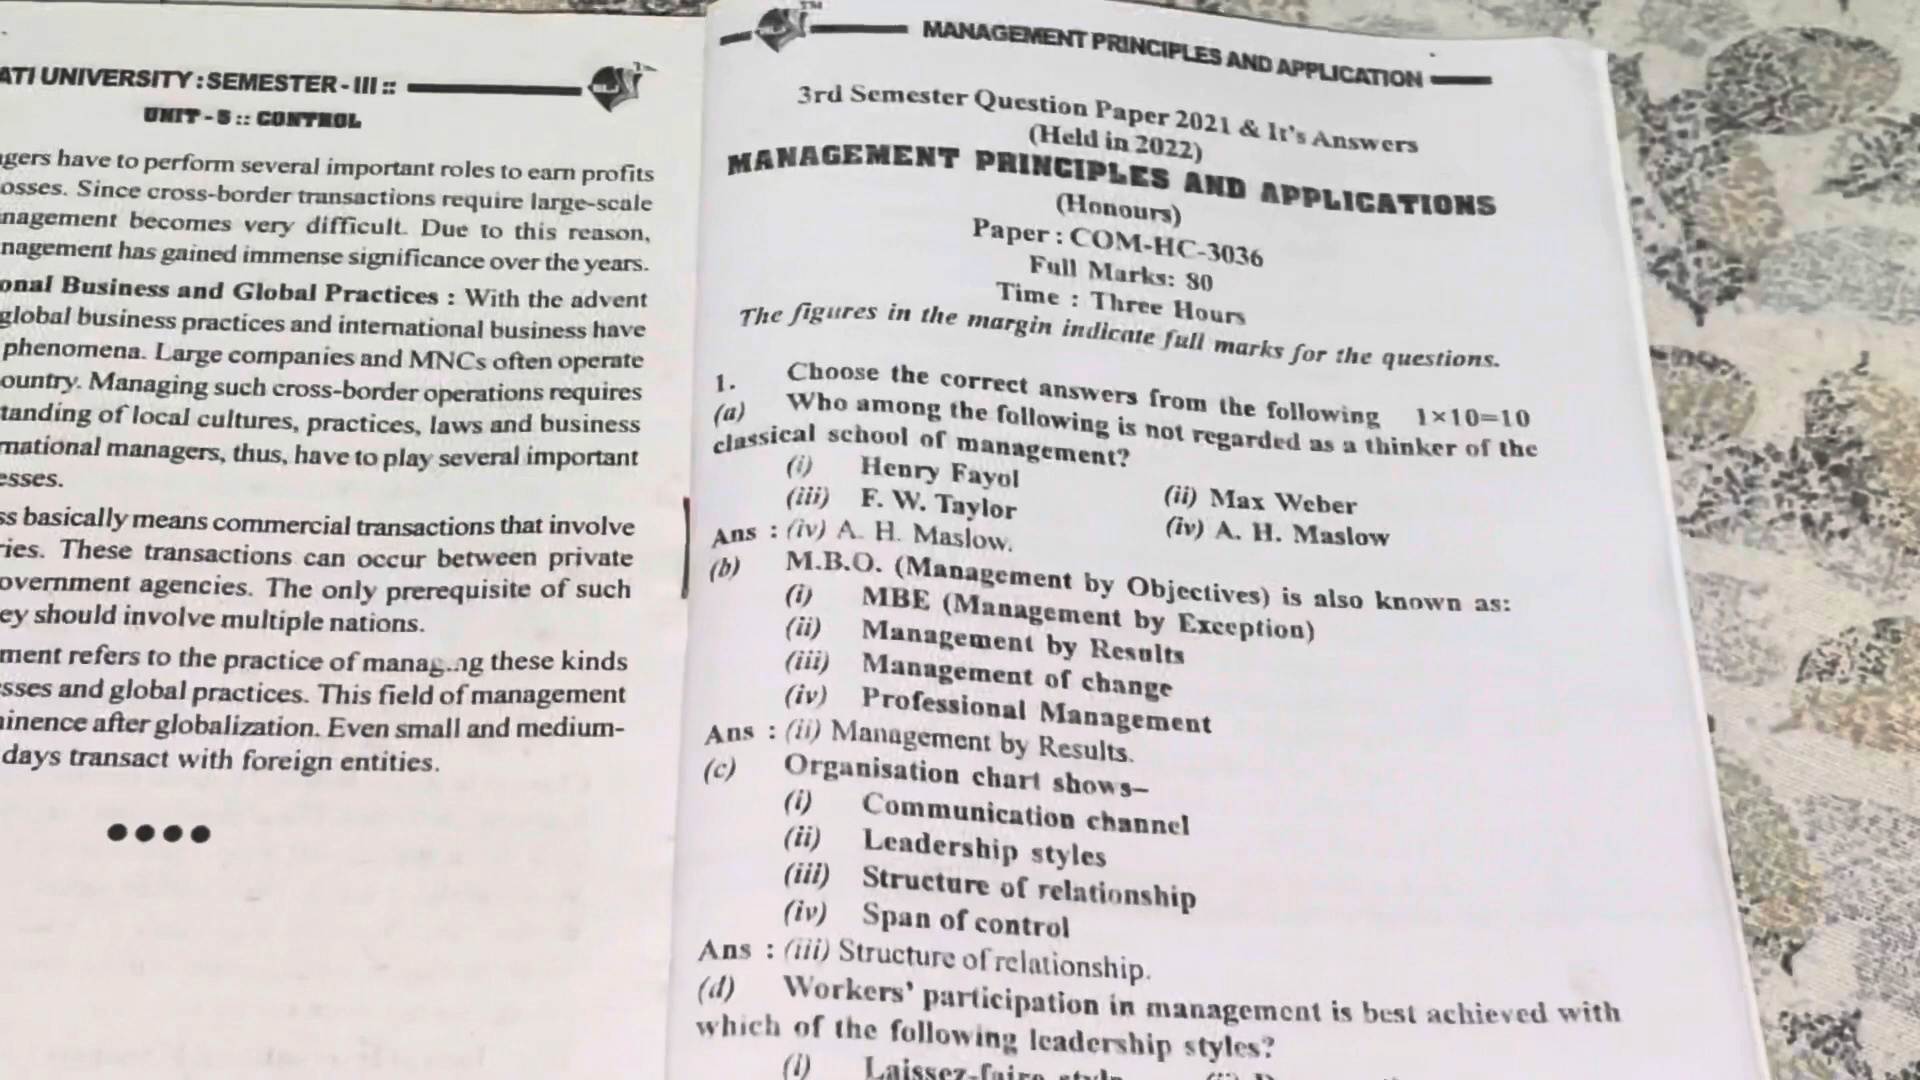 ATI UNIVERSITY : SEMESTER - III ::
UNIT - 5 :: CONTROL
gers have to perform several important roles to earn profits
osses. Since cross-border transactions require large-scale
nagement becomes very difficult. Due to this reason,
nagement has gained immense significance over the years.
onal Business and Global Practices : With the advent
global business practices and international business have
phenomena. Large companies and MNCs often operate
ountry. Managing such cross-border operations requires
tanding of local cultures, practices, laws and business
rnational managers, thus, have to play several important
esses.
ss basically means commercial transactions that involve
ries. These transactions can occur between private
overnment agencies. The only prerequisite of such
ey should involve multiple nations.
ment refers to the practice of managing these kinds
sses and global practices. This field of management
inence after globalization. Even small and medium-
days transact with foreign entities.
TM MANAGEMENT PRINCIPLES AND APPLICATION
3rd Semester Question Paper 2021 & It's Answers
(Held in 2022)
MANAGEMENT PRINCIPLES AND APPLICATIONS
(Honours)
Paper : COM-HC-3036
Full Marks: 80
Time : Three Hours
The figures in the margin indicate full marks for the questions.
1. Choose the correct answers from the following 1×10=10
(a) Who among the following is not regarded as a thinker of the
classical school of management?
(i) Henry Fayol (ii) Max Weber
(iii) F. W. Taylor (iv) A. H. Maslow
Ans : (iv) A. H. Maslow.
(b) M.B.O. (Management by Objectives) is also known as:
(i) MBE (Management by Exception)
(ii) Management by Results
(iii) Management of change
(iv) Professional Management
Ans : (ii) Management by Results.
(c) Organisation chart shows–
(i) Communication channel
(ii) Leadership styles
(iii) Structure of relationship
(iv) Span of control
Ans : (iii) Structure of relationship.
(d) Workers' participation in management is best achieved with
which of the following leadership styles?
(i) Laissez-faire style